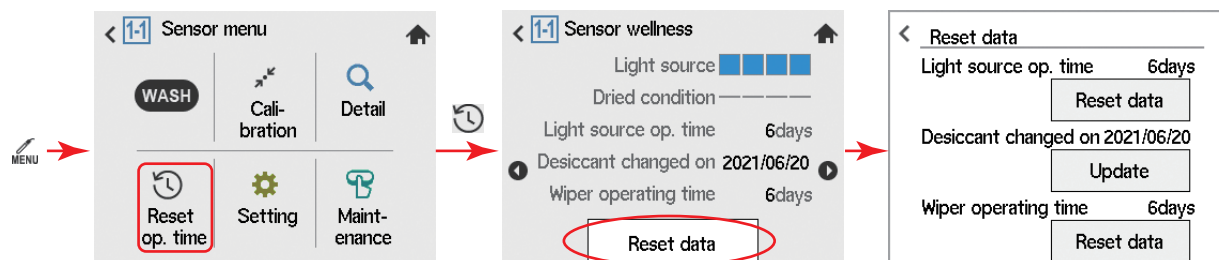 MENU
1-1 Sensor menu
WASH
Cali-
bration
Detail
Reset
op. time
Setting
Maint-
enance
1-1 Sensor wellness
Light source
Dried condition
Light source op. time 6days
Desiccant changed on 2021/06/20
Wiper operating time 6days
Reset data
Reset data
Light source op. time 6days
Reset data
Desiccant changed on 2021/06/20
Update
Wiper operating time 6days
Reset data